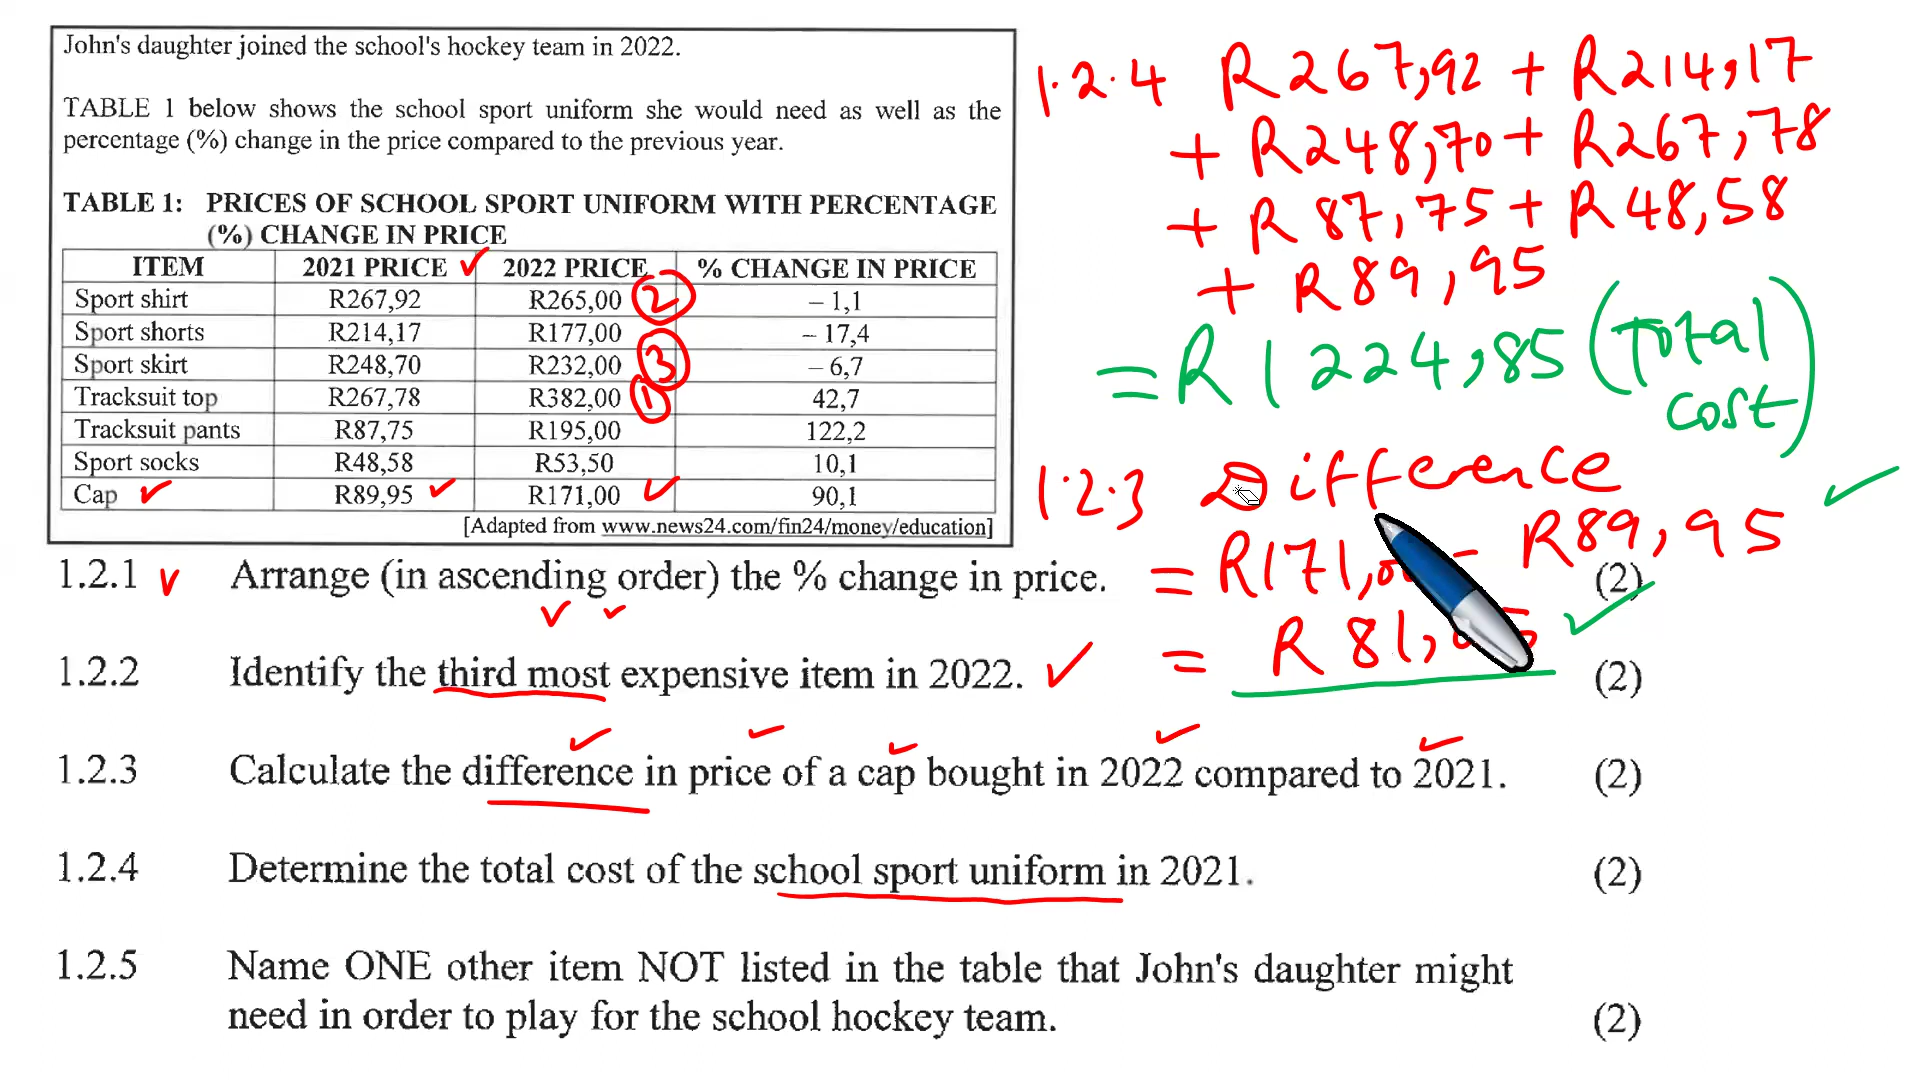 John's daughter joined the school's hockey team in 2022.
TABLE 1 below shows the school sport uniform she would need as well as the
percentage (%) change in the price compared to the previous year.
TABLE 1: PRICES OF SCHOOL SPORT UNIFORM WITH PERCENTAGE
(%) CHANGE IN PRICE
ITEM 2021 PRICE 2022 PRICE % CHANGE IN PRICE
Sport shirt R267,92 R265,00 2 – 1,1
Sport shorts R214,17 R177,00 – 17,4
Sport skirt R248,70 R232,00 3 – 6,7
Tracksuit top R267,78 R382,00 1 42,7
Tracksuit pants R87,75 R195,00 122,2
Sport socks R48,58 R53,50 10,1
Cap R89,95 R171,00 90,1
[Adapted from www.news24.com/fin24/money/education]
1.2.4 R267,92 + R214,17
+ R248,70 + R267,78
+ R 87,75 + R48,58
+ R89,95
= R1 224,85 (total
cost)
1.2.3 Difference
= R171, - R89,95
= R 81,
1.2.1 Arrange (in ascending order) the % change in price. (2)
1.2.2 Identify the third most expensive item in 2022. (2)
1.2.3 Calculate the difference in price of a cap bought in 2022 compared to 2021. (2)
1.2.4 Determine the total cost of the school sport uniform in 2021. (2)
1.2.5 Name ONE other item NOT listed in the table that John's daughter might
need in order to play for the school hockey team. (2)